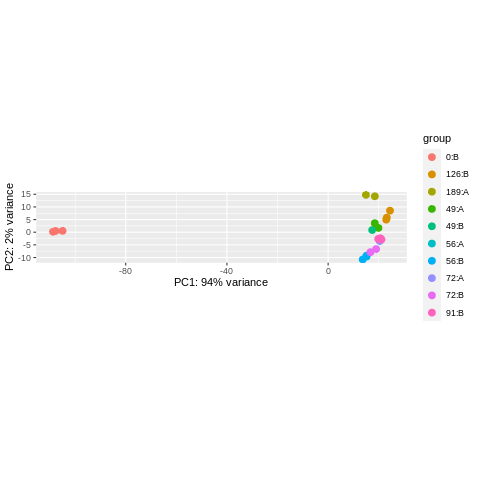 group
0:B
126:B
189:A
49:A
49:B
56:A
56:B
72:A
72:B
91:B
15
10
5
0
-5
-10
PC2: 2% variance
-80 -40 0
PC1: 94% variance